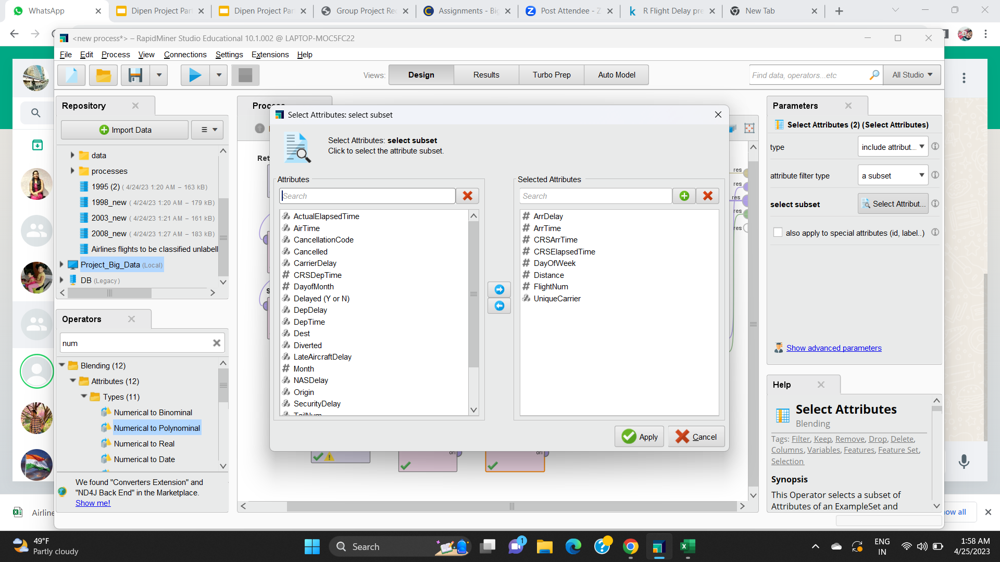 WhatsApp
Dipen Project Par
Dipen Project Par
Group Project Re
Assignments - Bi
Post Attendee - Z
R Flight Delay pre
New Tab
<new process*> – RapidMiner Studio Educational 10.1.002 @ LAPTOP-MOC5FC22
File Edit Process View Connections Settings Extensions Help
Views: Design Results Turbo Prep Auto Model
Find data, operators...etc
All Studio
Repository
Import Data
data
processes
1995 (2) ( 4/24/23 1:20 AM – 163 kB)
1998_new ( 4/24/23 1:20 AM – 179 kB)
2003_new ( 4/24/23 1:21 AM – 161 kB)
2008_new ( 4/24/23 1:27 AM – 183 kB)
Airlines flights to be classified unlabell
Project_Big_Data (Local)
DB (Legacy)
Operators
num
Blending (12)
Attributes (12)
Types (11)
Numerical to Binominal
Numerical to Polynominal
Numerical to Real
Numerical to Date
We found "Converters Extension" and
"ND4J Back End" in the Marketplace.
Show me!
Process
Ret
Select Attributes: select subset
Select Attributes: select subset
Click to select the attribute subset.
Attributes
Search
ActualElapsedTime
AirTime
CancellationCode
Cancelled
CarrierDelay
CRSDepTime
DayofMonth
Delayed (Y or N)
DepDelay
DepTime
Dest
Diverted
LateAircraftDelay
Month
NASDelay
Origin
SecurityDelay
TailNum
Selected Attributes
Search
ArrDelay
ArrTime
CRSArrTime
CRSElapsedTime
DayOfWeek
Distance
FlightNum
UniqueCarrier
Apply
Cancel
res
res
res
res
res
ori
ori
Parameters
Select Attributes (2) (Select Attributes)
type include attribut...
attribute filter type a subset
select subset Select Attribut...
also apply to special attributes (id, label..)
Show advanced parameters
Help
Select Attributes
Blending
Tags: Filter, Keep, Remove, Drop, Delete,
Columns, Variables, Features, Feature Set,
Selection
Synopsis
This Operator selects a subset of
Attributes of an ExampleSet and
Airline
ow all
49°F
Partly cloudy
Search
1
ENG
IN
1:58 AM
4/25/2023